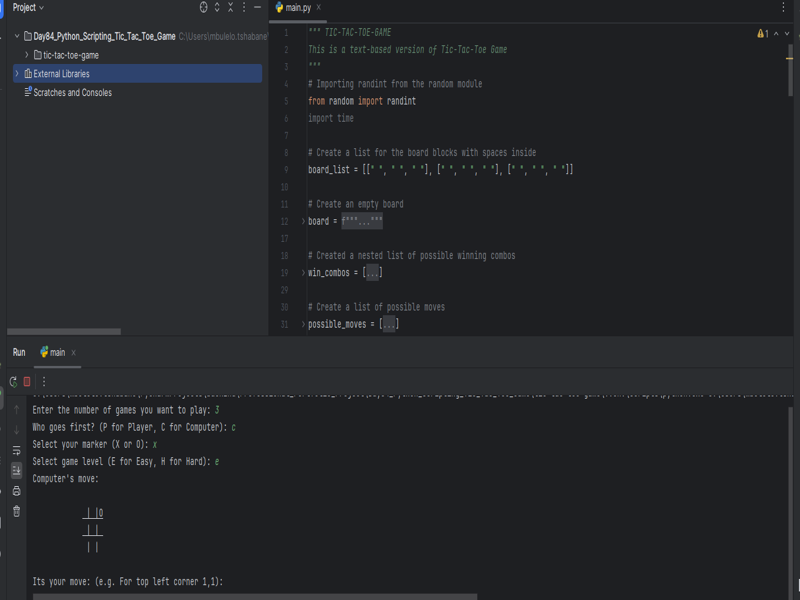 Project
main.py
Day84_Python_Scripting_Tic_Tac_Toe_Game C:\Users\mbulelo.tshabane
tic-tac-toe-game
External Libraries
Scratches and Consoles
1
1 """ TIC-TAC-TOE-GAME
2 This is a text-based version of Tic-Tac-Toe Game
3 """
4 # Importing randint from the random module
5 from random import randint
6 import time
7
8 # Create a list for the board blocks with spaces inside
9 board_list = [[" ", " ", " "], [" ", " ", " "], [" ", " ", " "]]
10
11 # Create an empty board
12 board = f"""..."""
17
18 # Created a nested list of possible winning combos
19 win_combos = [...]
29
30 # Create a list of possible moves
31 possible_moves = [...]
Run main
Enter the number of games you want to play: 3
Who goes first? (P for Player, C for Computer): c
Select your marker (X or O): x
Select game level (E for Easy, H for Hard): e
Computer's move:
_|_|O
_|_|_
 | |
Its your move: (e.g. For top left corner 1,1):